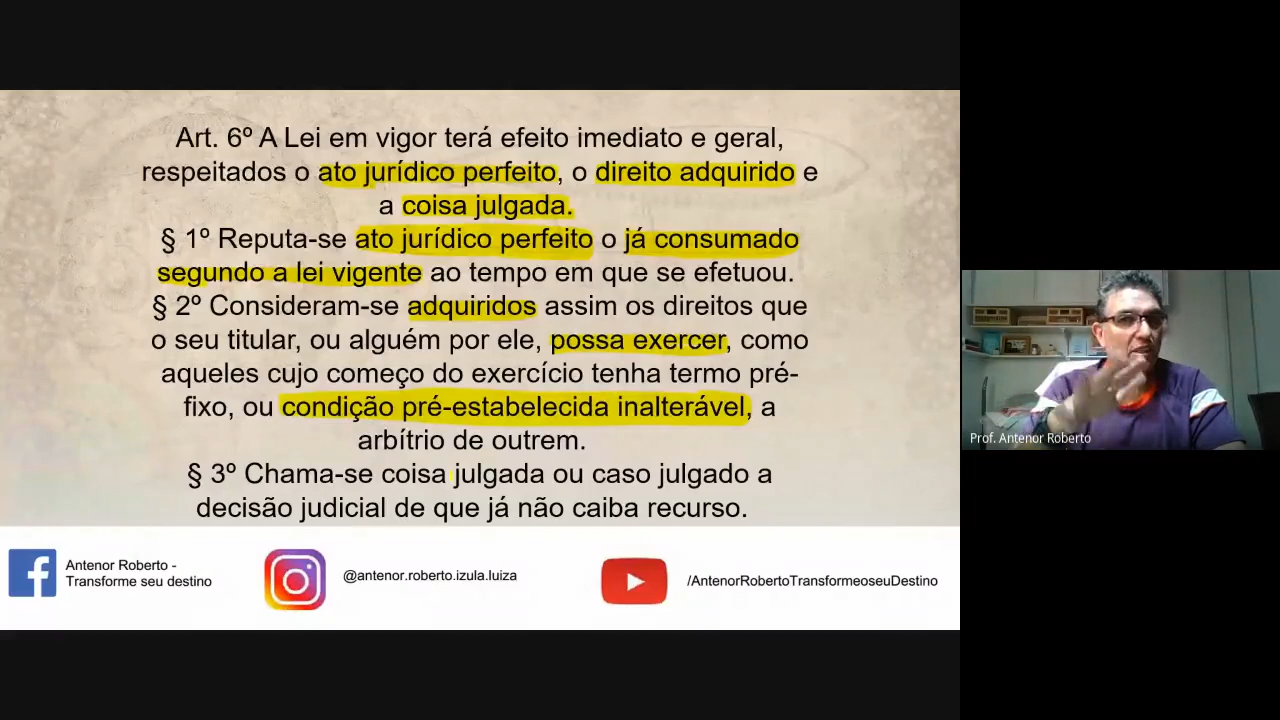 Art. 6º A Lei em vigor terá efeito imediato e geral,
respeitados o ato jurídico perfeito, o direito adquirido e
a coisa julgada.
§ 1º Reputa-se ato jurídico perfeito o já consumado
segundo a lei vigente ao tempo em que se efetuou.
§ 2º Consideram-se adquiridos assim os direitos que
o seu titular, ou alguém por ele, possa exercer, como
aqueles cujo começo do exercício tenha termo pré-
fixo, ou condição pré-estabelecida inalterável, a
arbítrio de outrem.
§ 3º Chama-se coisa julgada ou caso julgado a
decisão judicial de que já não caiba recurso.
Prof. Antenor Roberto
Antenor Roberto -
Transforme seu destino
@antenor.roberto.izula.luiza
/AntenorRobertoTransformeoseuDestino